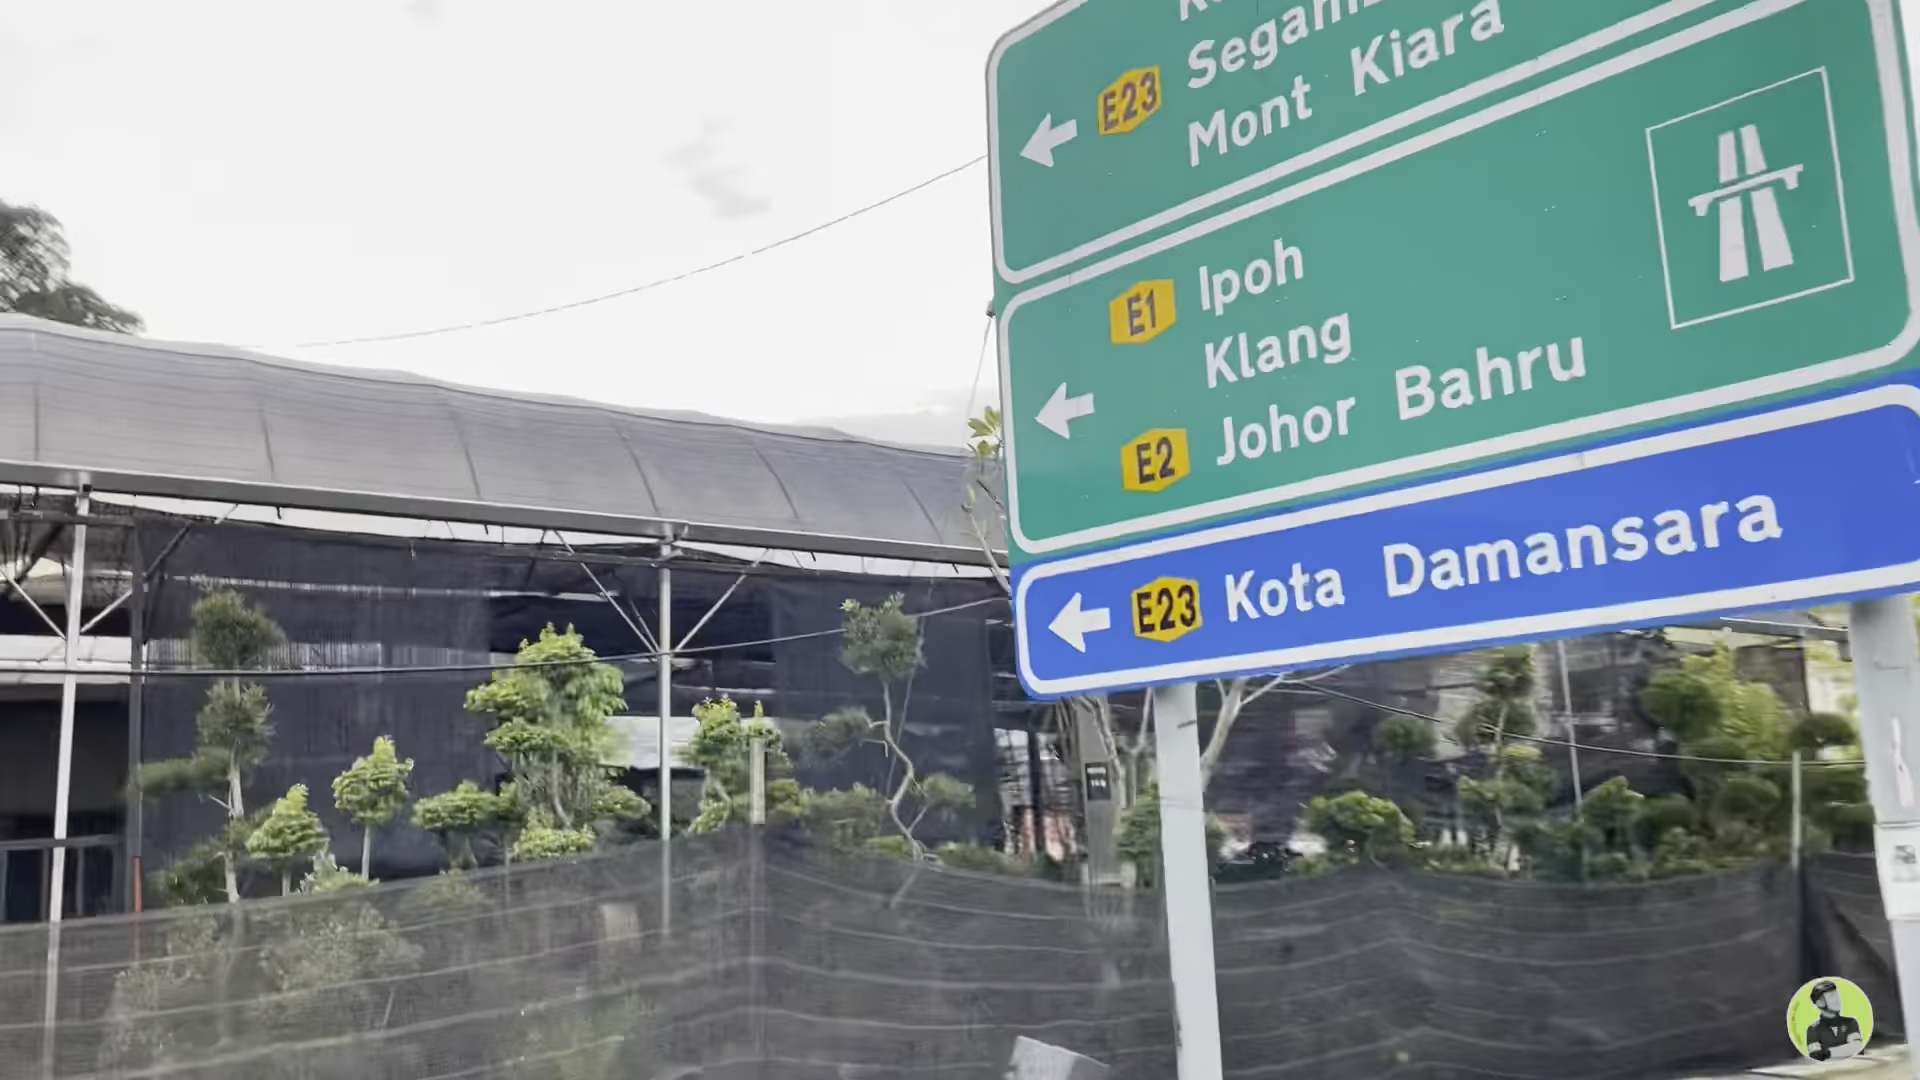 E23
Mont Kiara
E1 Ipoh
Klang
E2 Johor Bahru
E23 Kota Damansara